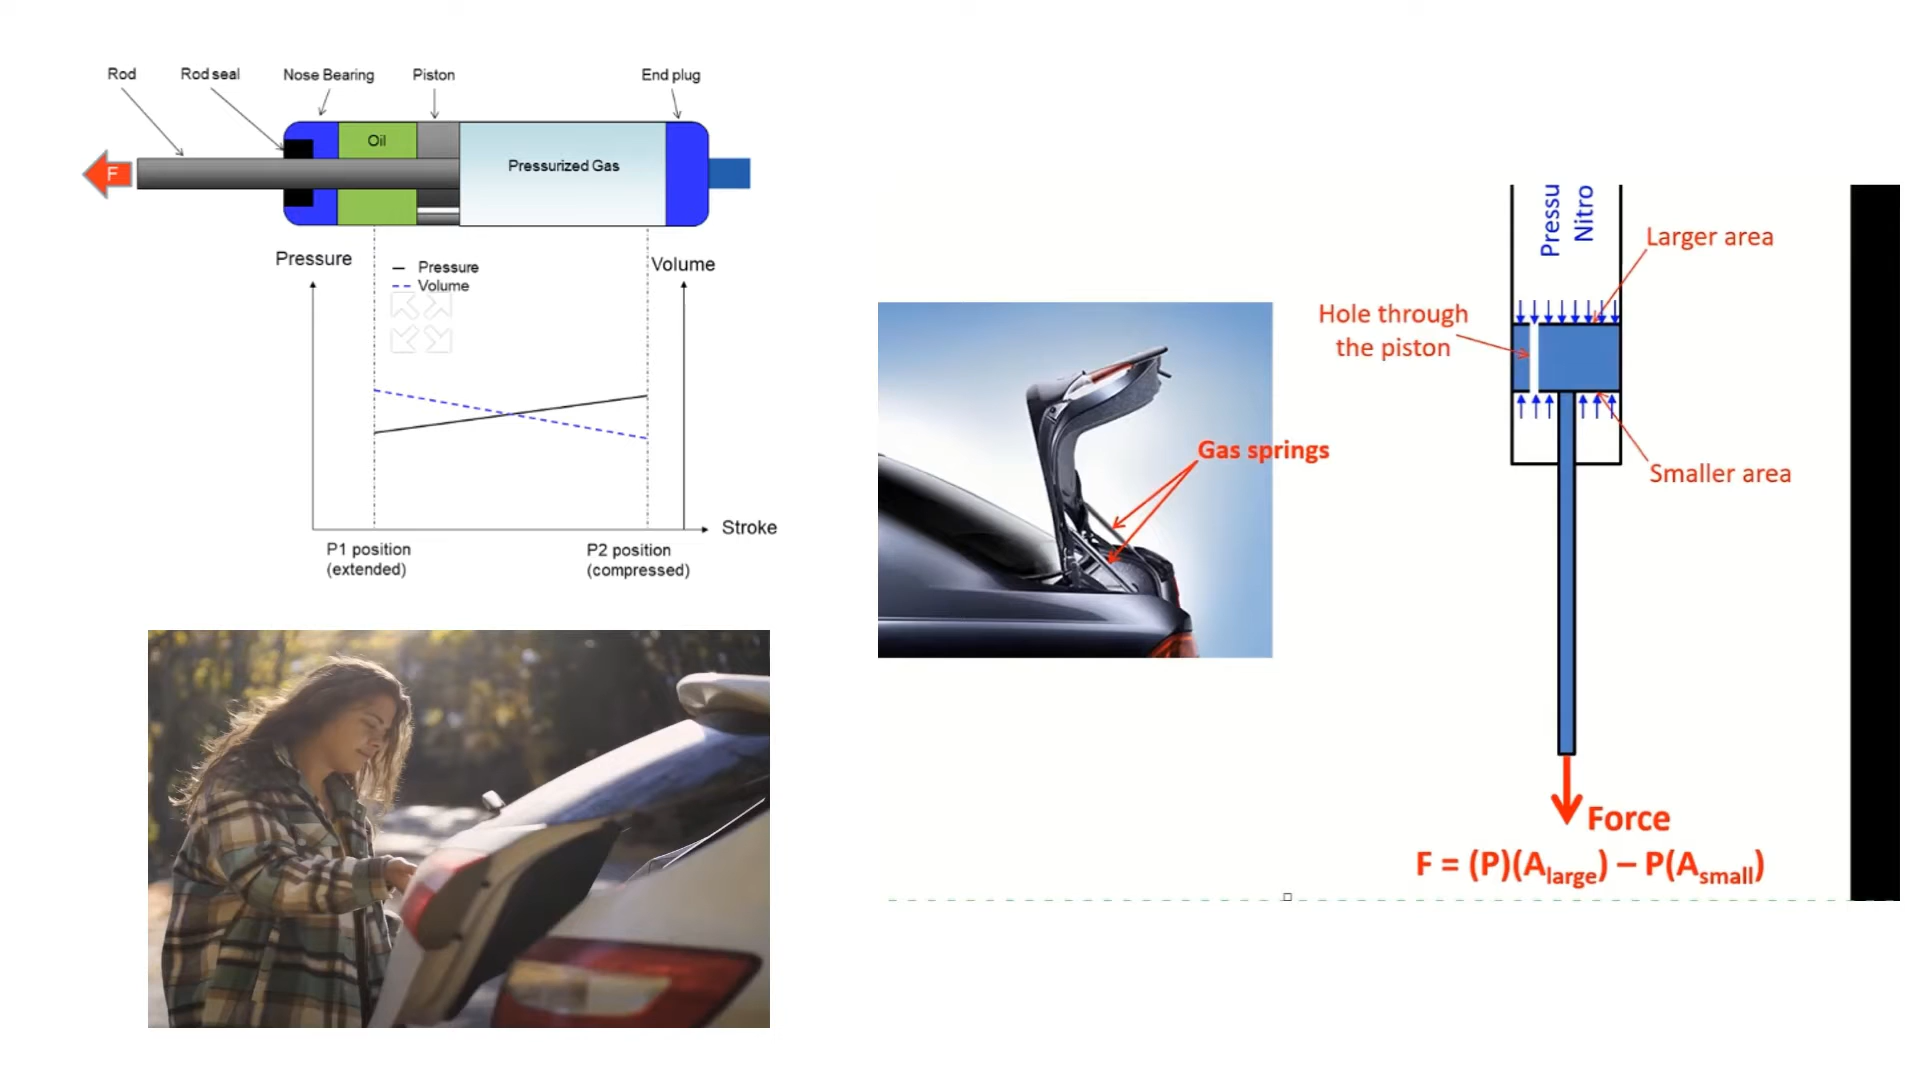 Rod
Rod seal
Nose Bearing
Piston
End plug
Oil
F
Pressurized Gas
Pressure
Volume
Pressure
Volume
Stroke
P1 position
(extended)
P2 position
(compressed)
Gas springs
Pressu
Nitro
Larger area
Hole through
the piston
Smaller area
Force
F = (P)(Alarge) – P(Asmall)